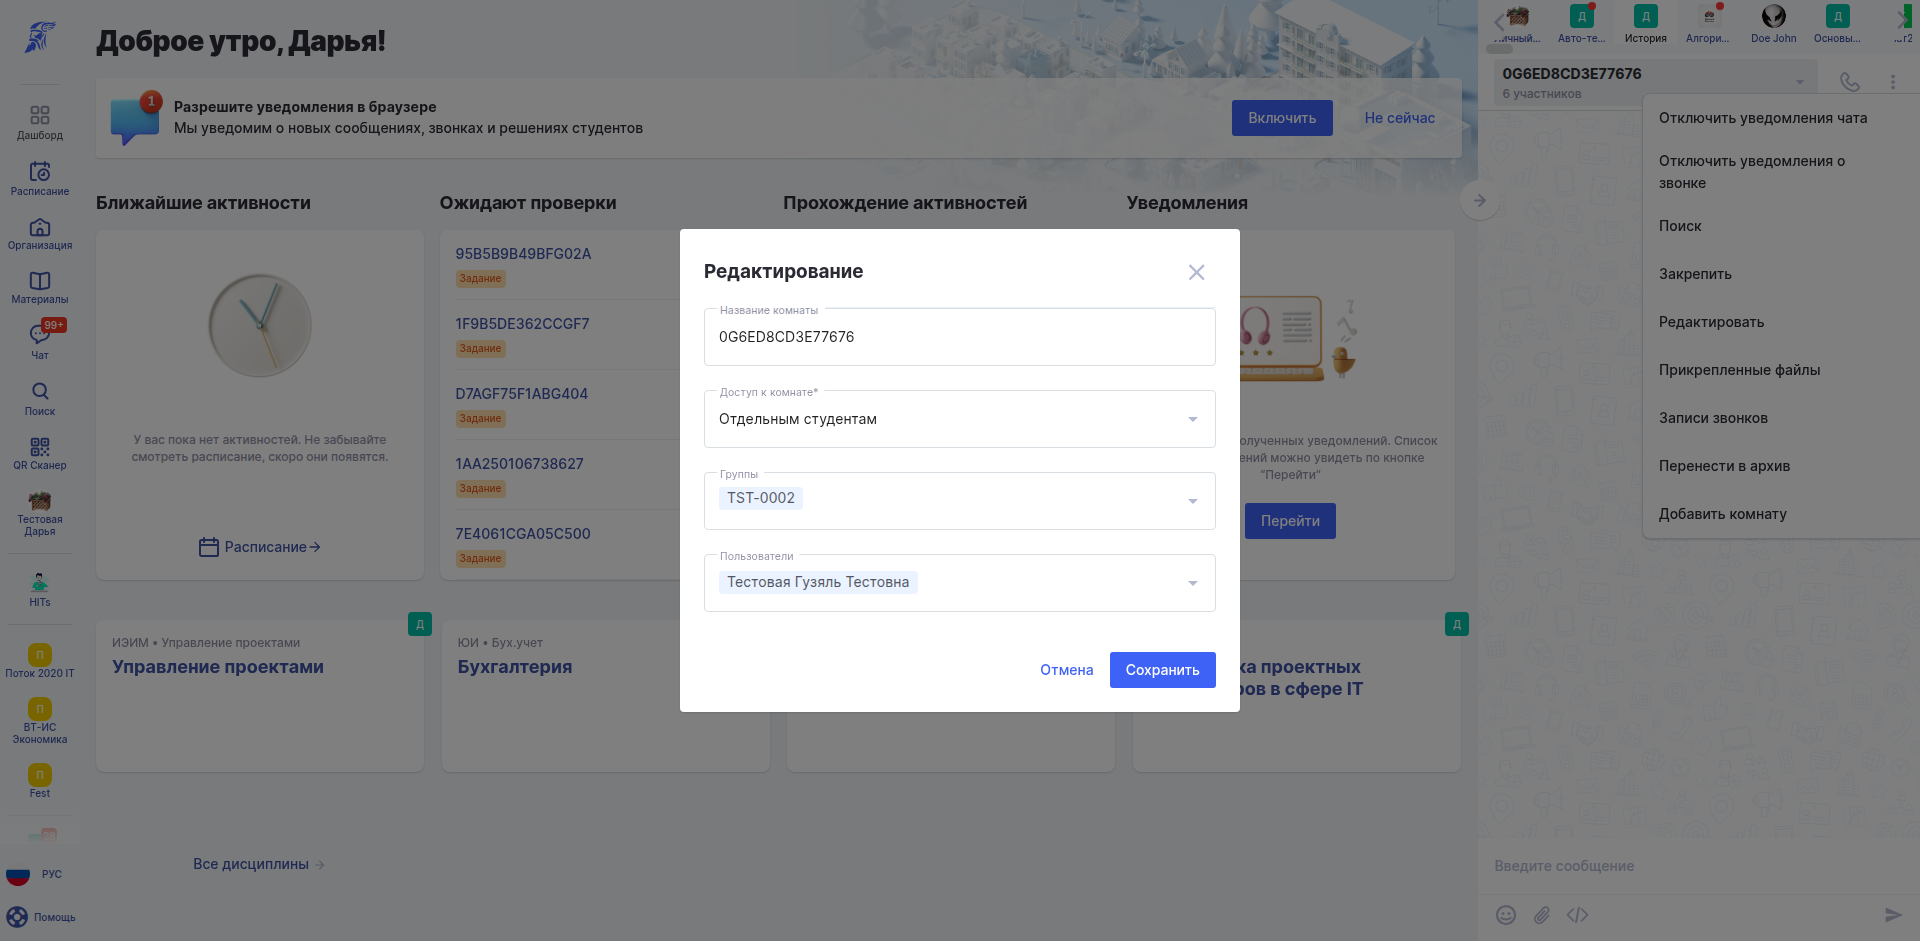 Доброе утро, Дарья!
1
Разрешите уведомления в браузере
Мы уведомим о новых сообщениях, звонках и решениях студентов
Включить
Не сейчас
Дашборд
Расписание
Организация
Материалы
99+
Чат
Поиск
QR Сканер
Тестовая
Дарья
HITs
П
Поток 2020 IT
П
ВТ-ИС
Экономика
П
Fest
РУС
Помощь
Ближайшие активности
У вас пока нет активностей. Не забывайте
смотреть расписание, скоро они появятся.
Расписание
Ожидают проверки
95B5B9B49BFG02A
Задание
1F9B5DE362CCGF7
Задание
D7AGF75F1ABG404
Задание
1AA250106738627
Задание
7E4061CGA05C500
Задание
Прохождение активностей
Уведомления
олученных уведомлений. Список
ений можно увидеть по кнопке
"Перейти"
Перейти
Д
ИЭИМ • Управление проектами
Управление проектами
ЮИ • Бух.учет
Бухгалтерия
Д
ка проектных
ров в сфере IT
Все дисциплины
Редактирование
Название комнаты
0G6ED8CD3E77676
Доступ к комнате*
Отдельным студентам
Группы
TST-0002
Пользователи
Тестовая Гузяль Тестовна
Отмена
Сохранить
Д
Д
Д
Авто-те...
История
Алгори...
Doe John
Основы...
0G6ED8CD3E77676
6 участников
Отключить уведомления чата
Отключить уведомления о
звонке
Поиск
Закрепить
Редактировать
Прикрепленные файлы
Записи звонков
Перенести в архив
Добавить комнату
Введите сообщение